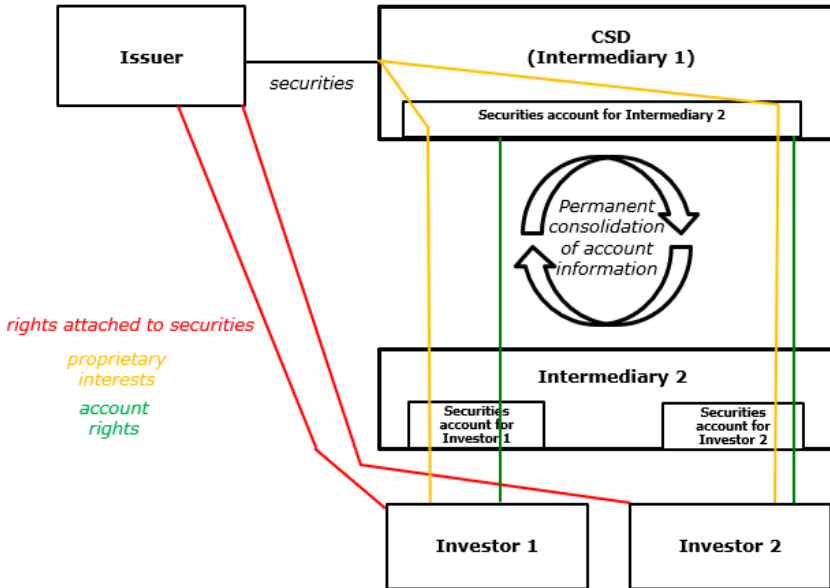 Issuer
securities
CSD
(Intermediary 1)
Securities account for Intermediary 2
Permanent
consolidation
of account
information
rights attached to securities
proprietary
interests
account
rights
Intermediary 2
Securities
account for
Investor 1
Securities
account for
Investor 2
Investor 1
Investor 2